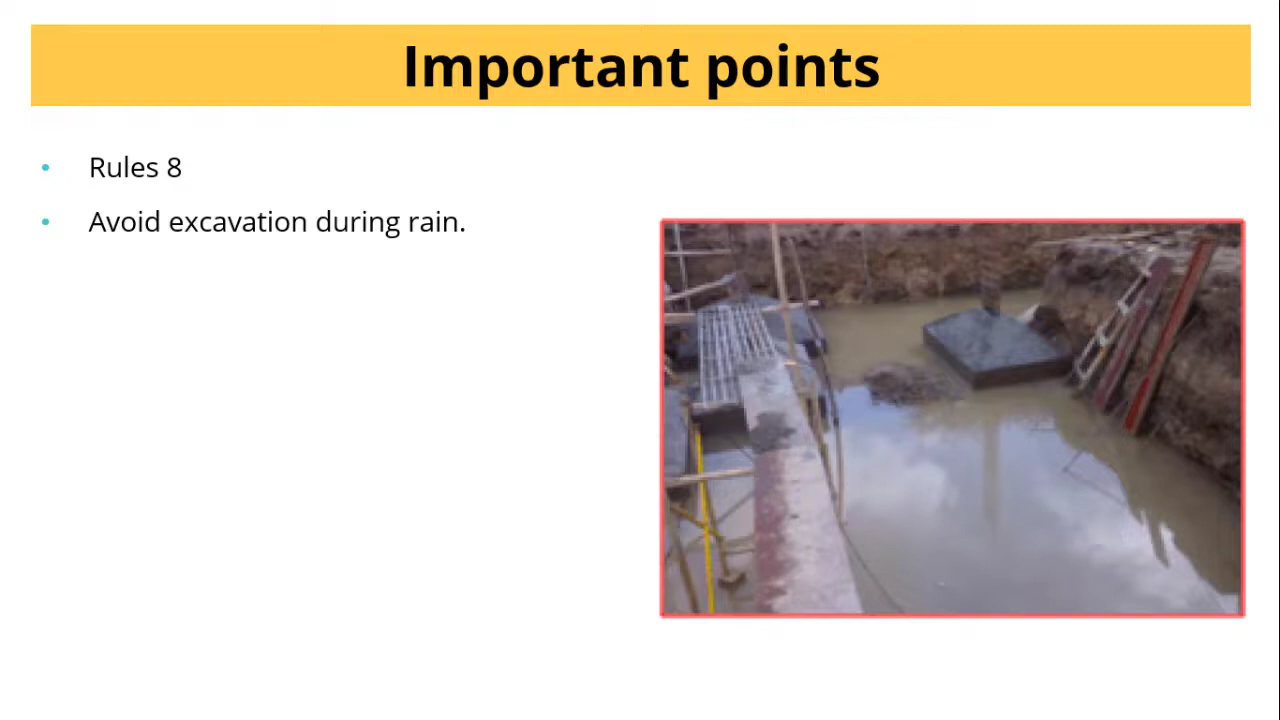 Important points
• Rules 8
• Avoid excavation during rain.